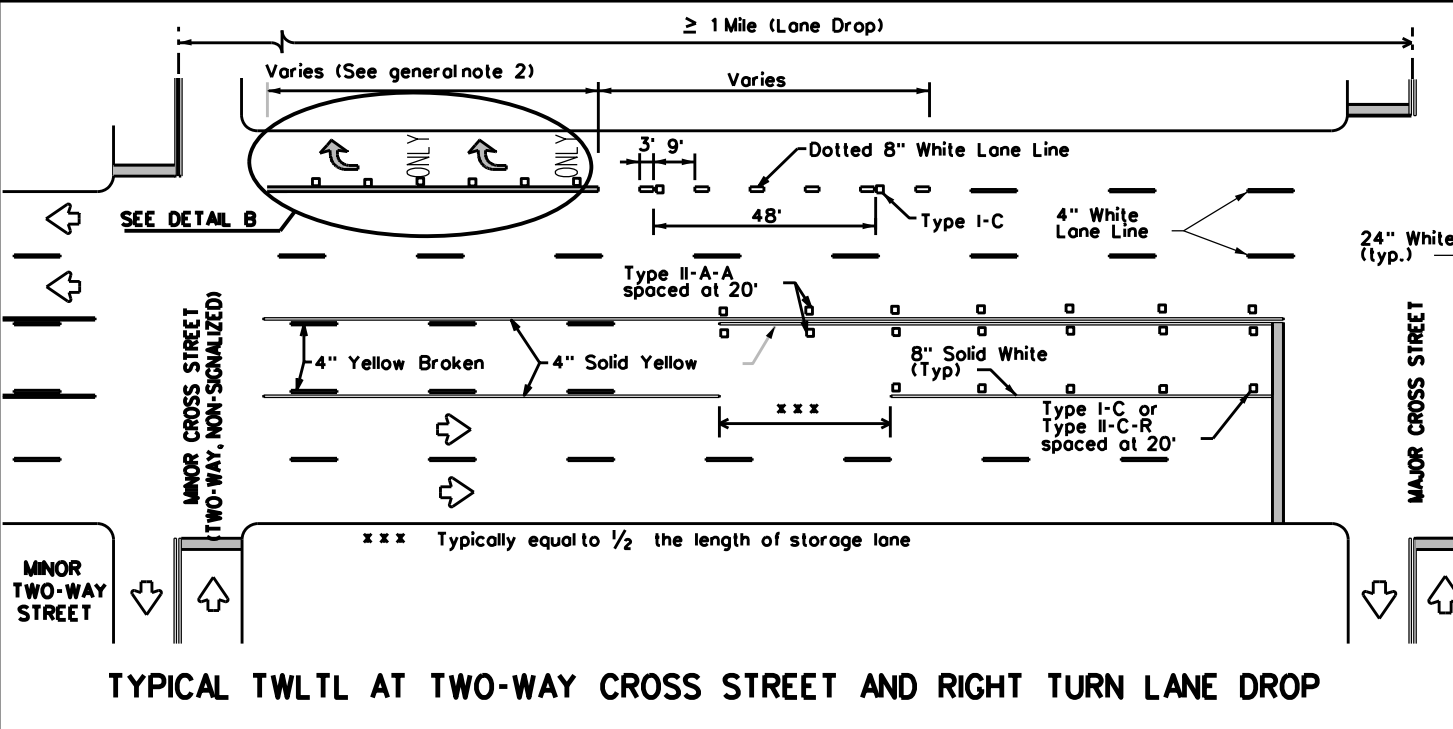 ≥ 1 Mile (Lane Drop)
Varies (See general note 2)
Varies
ONLY
ONLY
3' 9'
Dotted 8" White Lane Line
SEE DETAIL B
48'
Type I-C
4" White
Lane Line
24" White
(typ.)
Type II-A-A
spaced at 20'
MINOR CROSS STREET
(TWO-WAY, NON-SIGNALIZED)
4" Yellow Broken
4" Solid Yellow
8" Solid White
(Typ)
MAJOR CROSS STREET
***
Type I-C or
Type II-C-R
spaced at 20'
*** Typically equal to 1/2 the length of storage lane
MINOR
TWO-WAY
STREET
TYPICAL TWLTL AT TWO-WAY CROSS STREET AND RIGHT TURN LANE DROP